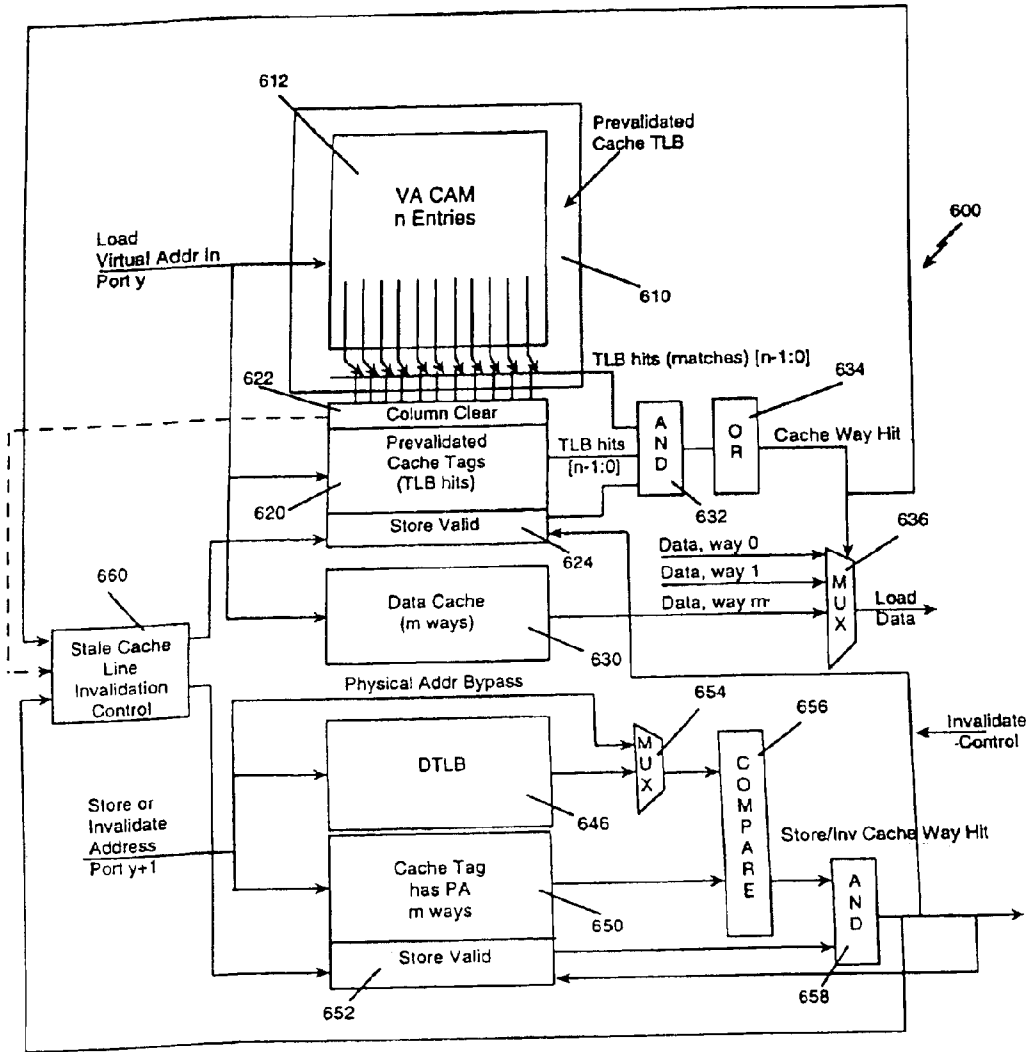 612
Prevalidated
Cache TLB
VA CAM
n Entries
600
Load
Virtual Addr In
Port y
610
TLB hits (matches) [n-1:0]
622
634
Column Clear
A
N
D
OR
Cache Way Hit
Prevalidated
Cache Tags
(TLB hits)
TLB hits
[n-1:0]
620
632
Store Valid
636
624
Data, way 0
Data, way 1
Data, way m
M
U
X
Load
Data
660
Data Cache
(m ways)
630
Stale Cache
Line
Invalidation
Control
Physical Addr Bypass
654
656
M
U
X
Invalidate
-Control
DTLB
646
C
O
M
P
A
R
E
Store or
Invalidate
Address
Port y+1
Store/Inv Cache Way Hit
Cache Tag
has PA
m ways
650
A
N
D
Store Valid
652
658